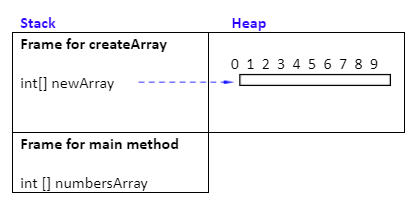 Stack Heap
Frame for createArray
0 1 2 3 4 5 6 7 8 9
int[] newArray
Frame for main method
int [] numbersArray